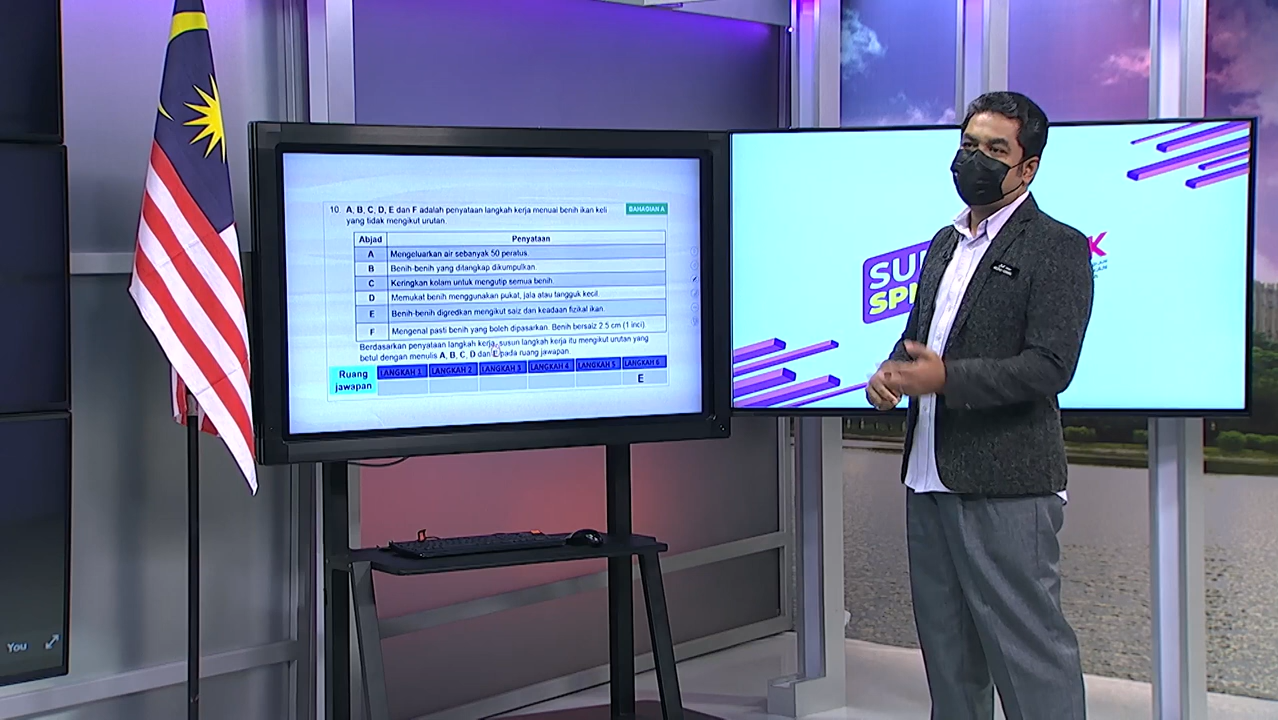 10. A, B, C, D, E dan F adalah penyataan langkah kerja menuai benih ikan keli
yang tidak mengikut urutan.
BAHAGIAN A
Abjad Penyataan
A Mengeluarkan air sebanyak 50 peratus.
B Benih-benih yang ditangkap dikumpulkan.
C Keringkan kolam untuk mengutip semua benih.
D Memukat benih menggunakan pukat, jala atau tangguk kecil.
E Benih-benih digredkan mengikut saiz dan keadaan fizikal ikan.
F Mengenal pasti benih yang boleh dipasarkan. Benih bersaiz 2.5 cm (1 inci)
Berdasarkan penyataan langkah kerja, susun langkah kerja itu mengikut urutan yang
betul dengan menulis A, B, C, D dan E pada ruang jawapan.
Ruang
jawapan
LANGKAH 1 LANGKAH 2 LANGKAH 3 LANGKAH 4 LANGKAH 5 LANGKAH 6
E
You